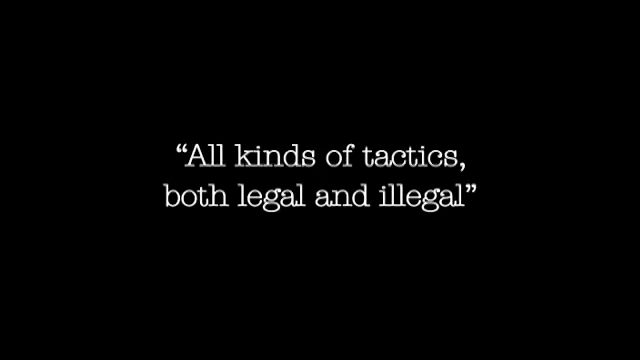 “All kinds of tactics,
both legal and illegal”